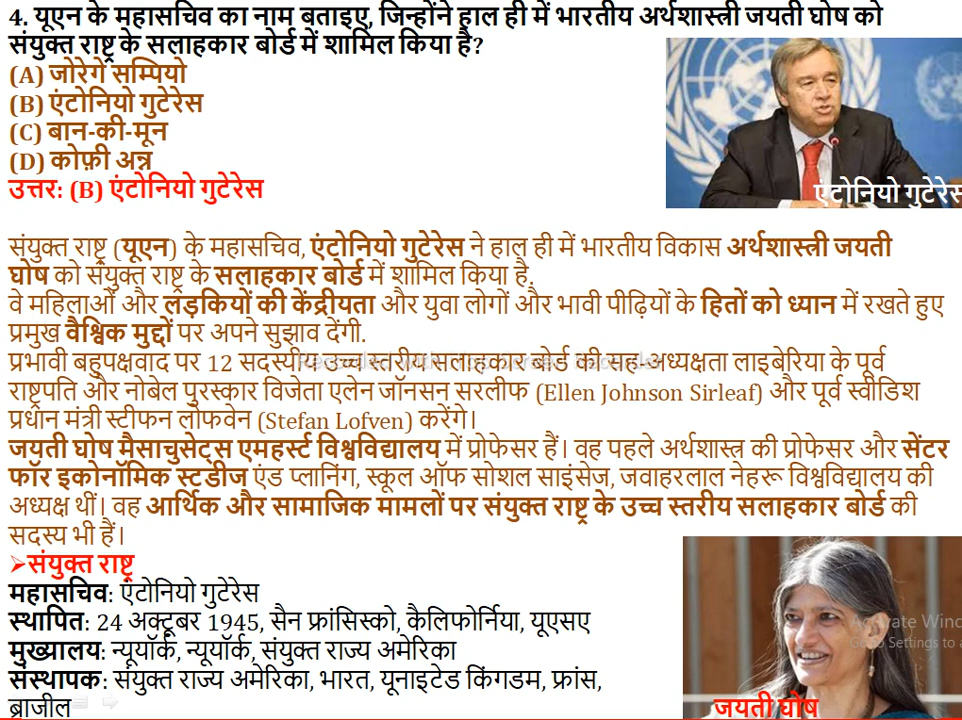 4. यूएन के महासचिव का नाम बताइए, जिन्होंने हाल ही में भारतीय अर्थशास्त्री जयती घोष को
संयुक्त राष्ट्र के सलाहकार बोर्ड में शामिल किया है?
(A) जोरेगे सम्पियो
(B) एंटोनियो गुटेरेस
(C) बान-की-मून
(D) कोफ़ी अन्न
उत्तर: (B) एंटोनियो गुटेरेस
एंटोनियो गुटेरेस
संयुक्त राष्ट्र (यूएन) के महासचिव, एंटोनियो गुटेरेस ने हाल ही में भारतीय विकास अर्थशास्त्री जयती
घोष को संयुक्त राष्ट्र के सलाहकार बोर्ड में शामिल किया है.
वे महिलाओं और लड़कियों की केंद्रीयता और युवा लोगों और भावी पीढ़ियों के हितों को ध्यान में रखते हुए
प्रमुख वैश्विक मुद्दों पर अपने सुझाव देंगी.
प्रभावी बहुपक्षवाद पर 12 सदस्यीय उच्च स्तरीय सलाहकार बोर्ड की सह-अध्यक्षता लाइबेरिया के पूर्व
राष्ट्रपति और नोबेल पुरस्कार विजेता एलेन जॉनसन सरलीफ (Ellen Johnson Sirleaf) और पूर्व स्वीडिश
प्रधान मंत्री स्टीफन लोफवेन (Stefan Lofven) करेंगे।
जयती घोष मैसाचुसेट्स एमहर्स्ट विश्वविद्यालय में प्रोफेसर हैं। वह पहले अर्थशास्त्र की प्रोफेसर और सेंटर
फॉर इकोनॉमिक स्टडीज एंड प्लानिंग, स्कूल ऑफ सोशल साइंसेज, जवाहरलाल नेहरू विश्वविद्यालय की
अध्यक्ष थीं। वह आर्थिक और सामाजिक मामलों पर संयुक्त राष्ट्र के उच्च स्तरीय सलाहकार बोर्ड की
सदस्य भी हैं।
➢संयुक्त राष्ट्र
महासचिव: एंटोनियो गुटेरेस
स्थापित: 24 अक्टूबर 1945, सैन फ्रांसिस्को, कैलिफोर्निया, यूएसए
मुख्यालय: न्यूयॉर्क, न्यूयॉर्क, संयुक्त राज्य अमेरिका
संस्थापक: संयुक्त राज्य अमेरिका, भारत, यूनाइटेड किंगडम, फ्रांस,
ब्राजील
जयती घोष